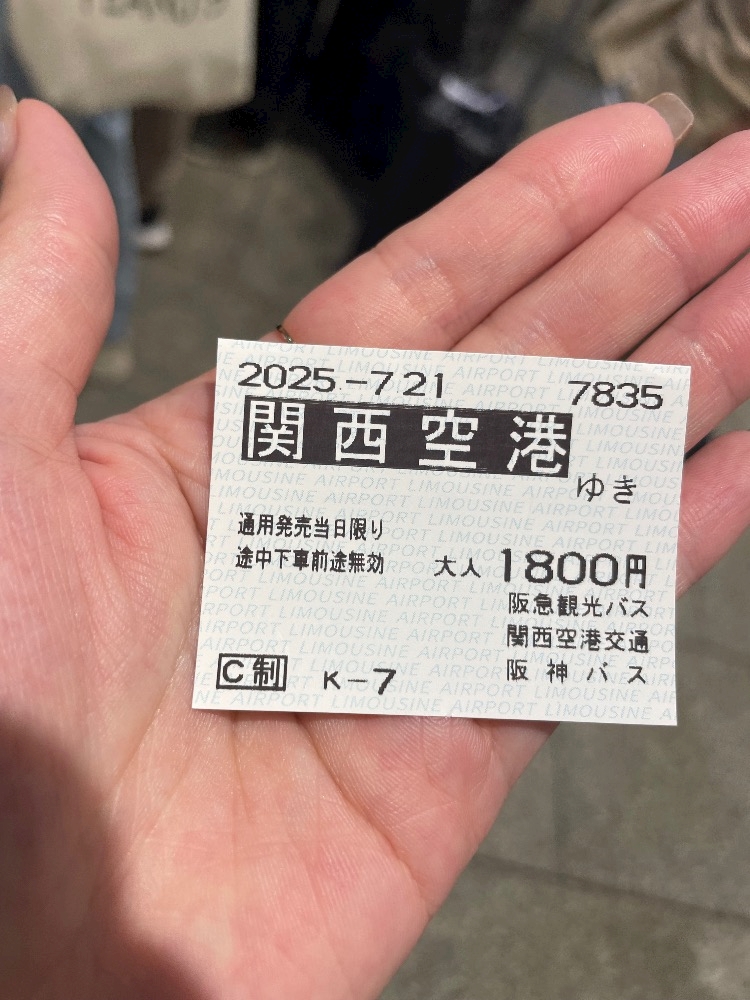 2025.-7.21 7835
関西空港
ゆき
通用発売当日限り
途中下車前途無効
大人 1800円
阪急観光バス
関西空港交通
阪神バス
C制 K-7
AIRPORT LIMOUSINE